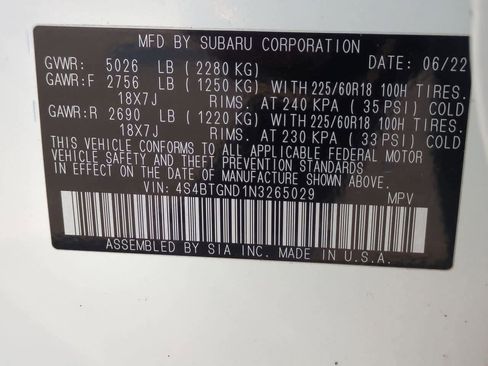 MFD BY SUBARU CORPORATION
GVWR: 5026 LB (2280 KG) DATE: 06/22
GAWR:F 2756 LB (1250 KG) WITH 225/60R18 100H TIRES.
18X7J RIMS. AT 240 KPA (35 PSI) COLD
GAWR:R 2690 LB (1220 KG) WITH 225/60R18 100H TIRES.
18X7J RIMS. AT 230 KPA (33 PSI) COLD
THIS VEHICLE CONFORMS TO ALL APPLICABLE FEDERAL MOTOR
VEHICLE SAFETY AND THEFT PREVENTION STANDARDS
IN EFFECT ON THE DATE OF MANUFACTURE SHOWN ABOVE.
VIN: 4S4BTGND1N3265029 MPV
ASSEMBLED BY SIA INC. MADE IN U.S.A.